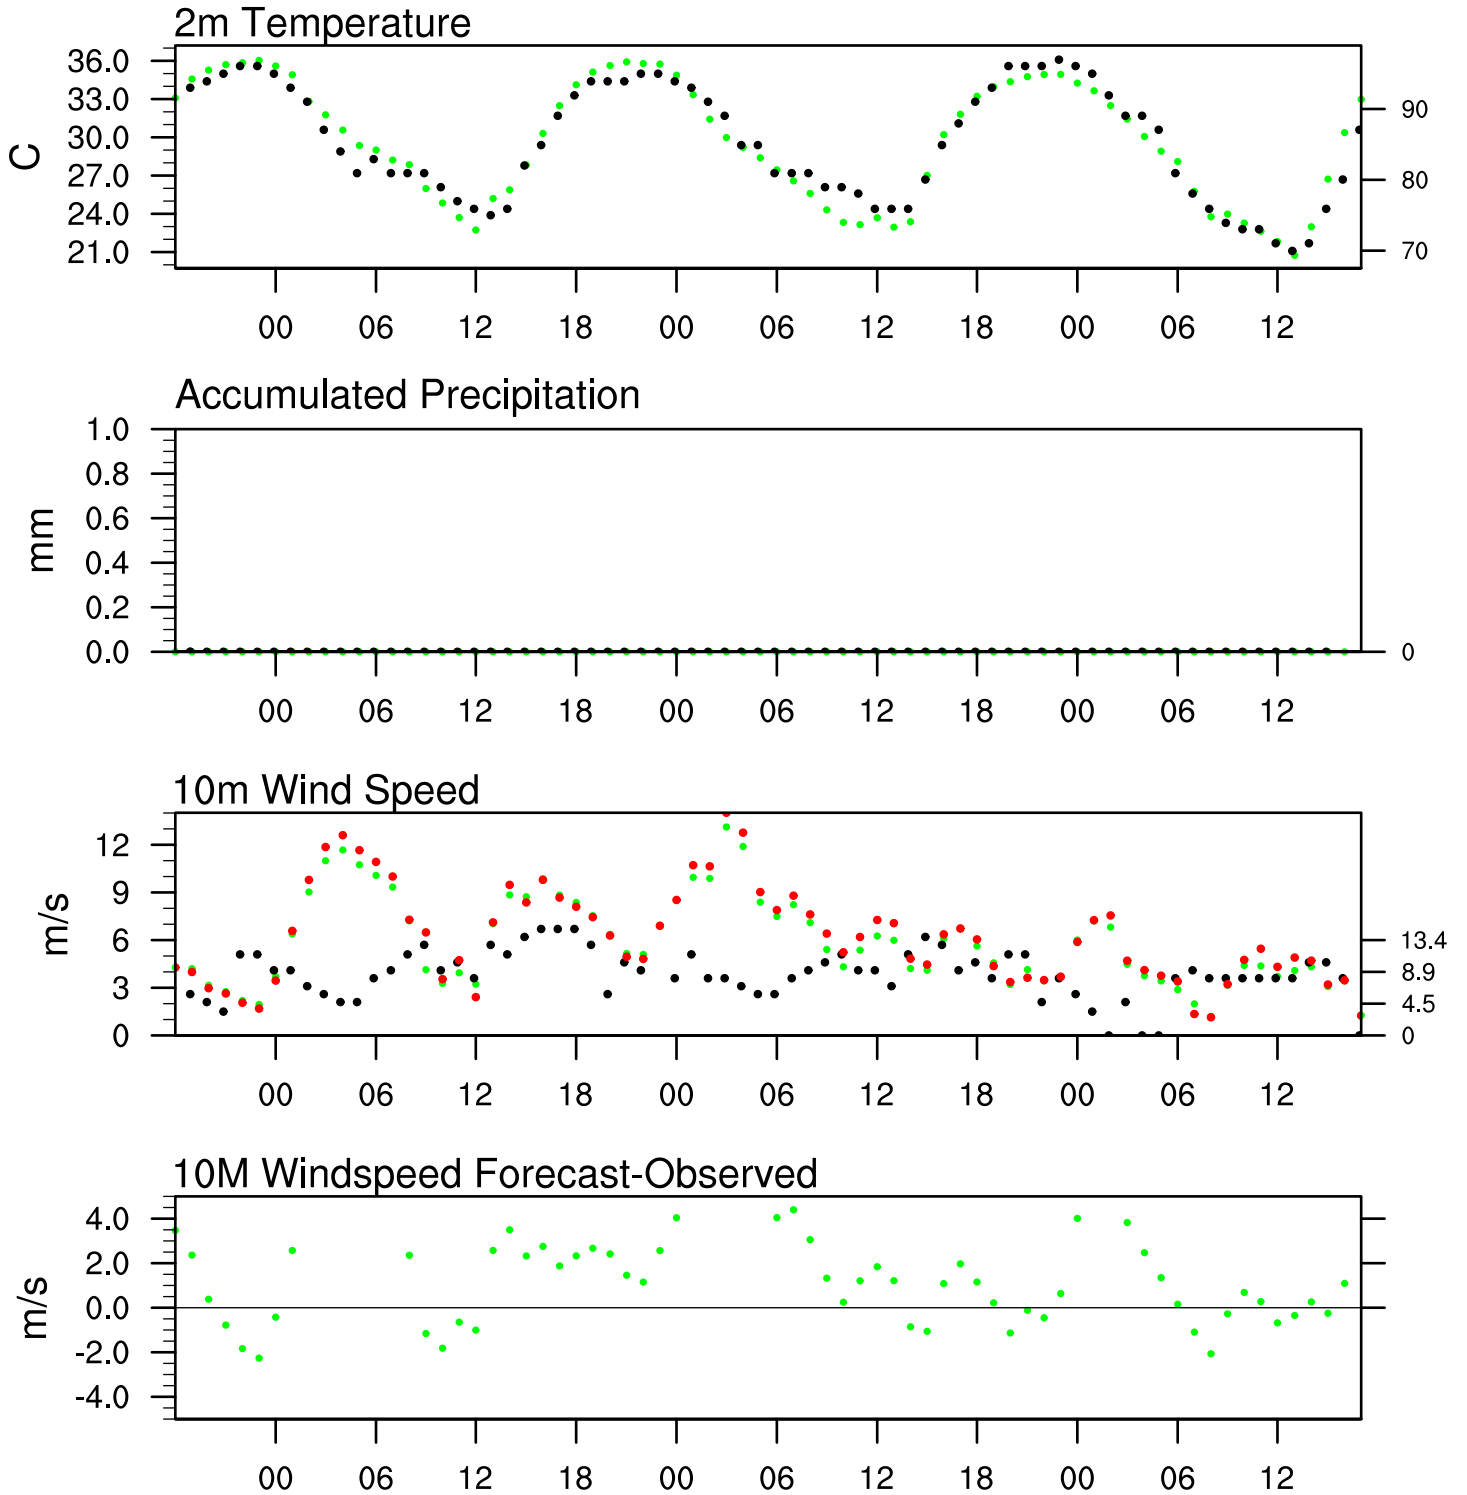 2m Temperature
36.0
33.0
30.0
27.0
24.0
21.0
C
90
80
70
00 06 12 18 00 06 12 18 00 06 12
Accumulated Precipitation
1.0
0.8
0.6
0.4
0.2
0.0
mm
0
00 06 12 18 00 06 12 18 00 06 12
10m Wind Speed
12
9
6
3
0
m/s
13.4
8.9
4.5
0
00 06 12 18 00 06 12 18 00 06 12
10M Windspeed Forecast-Observed
4.0
2.0
0.0
-2.0
-4.0
m/s
00 06 12 18 00 06 12 18 00 06 12